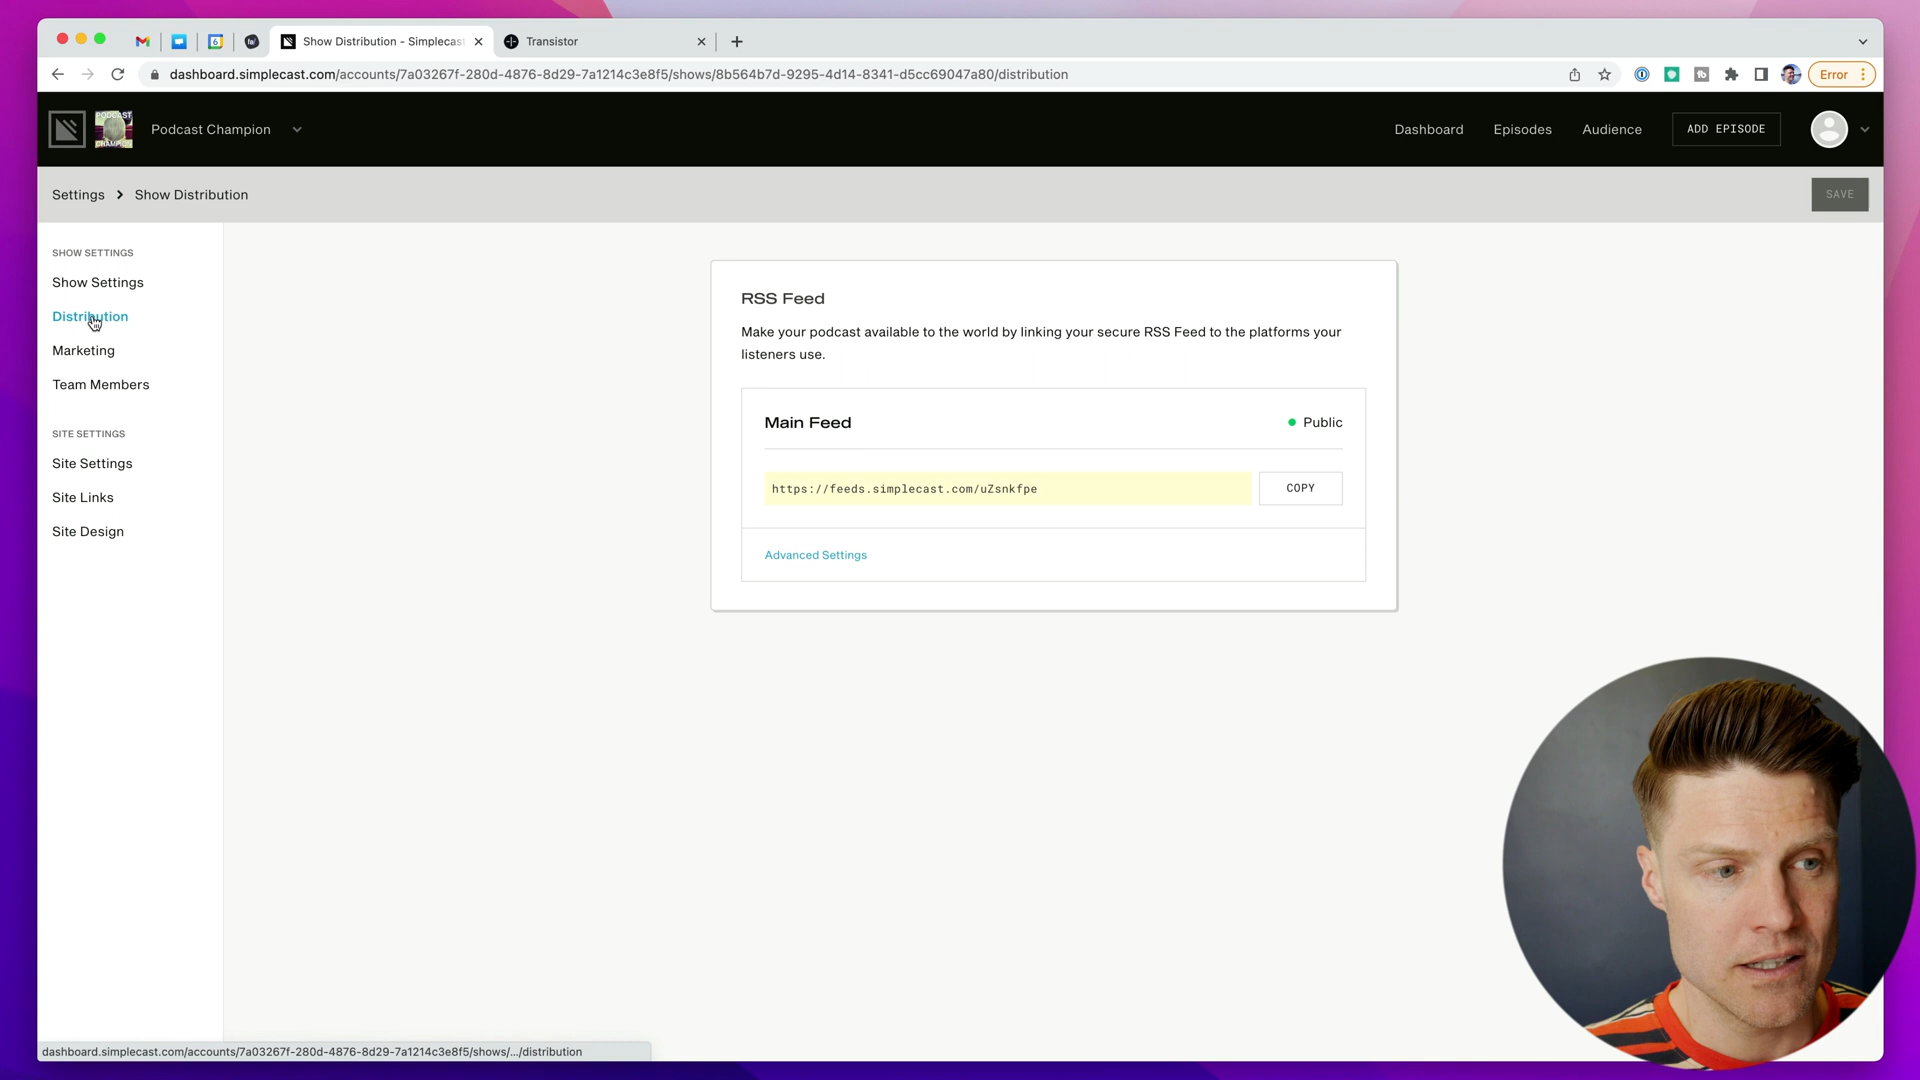 Show Distribution - Simplecast
Transistor
dashboard.simplecast.com/accounts/7a03267f-280d-4876-8d29-7a1214c3e8f5/shows/8b564b7d-9295-4d14-8341-d5cc69047a80/distribution
Error
PODCAST
CHAMPION
Podcast Champion
Dashboard
Episodes
Audience
ADD EPISODE
Settings > Show Distribution
SAVE
SHOW SETTINGS
Show Settings
Distribution
Marketing
Team Members
SITE SETTINGS
Site Settings
Site Links
Site Design
RSS Feed
Make your podcast available to the world by linking your secure RSS Feed to the platforms your
listeners use.
Main Feed
Public
https://feeds.simplecast.com/uZsnkfpe
COPY
Advanced Settings
dashboard.simplecast.com/accounts/7a03267f-280d-4876-8d29-7a1214c3e8f5/shows/.../distribution